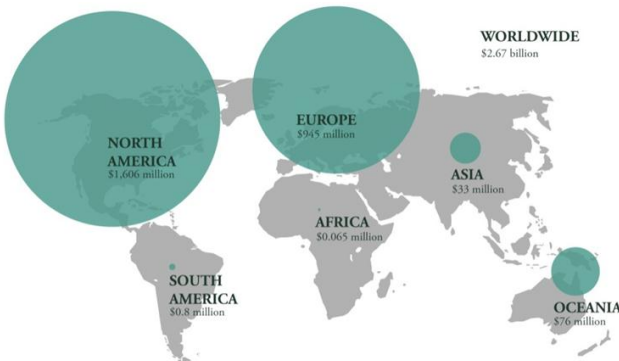 WORLDWIDE
$2.67 billion
EUROPE
$945 million
NORTH
AMERICA
$1,606 million
ASIA
$33 million
AFRICA
$0.065 million
SOUTH
AMERICA
$0.8 million
OCEANIA
$76 million